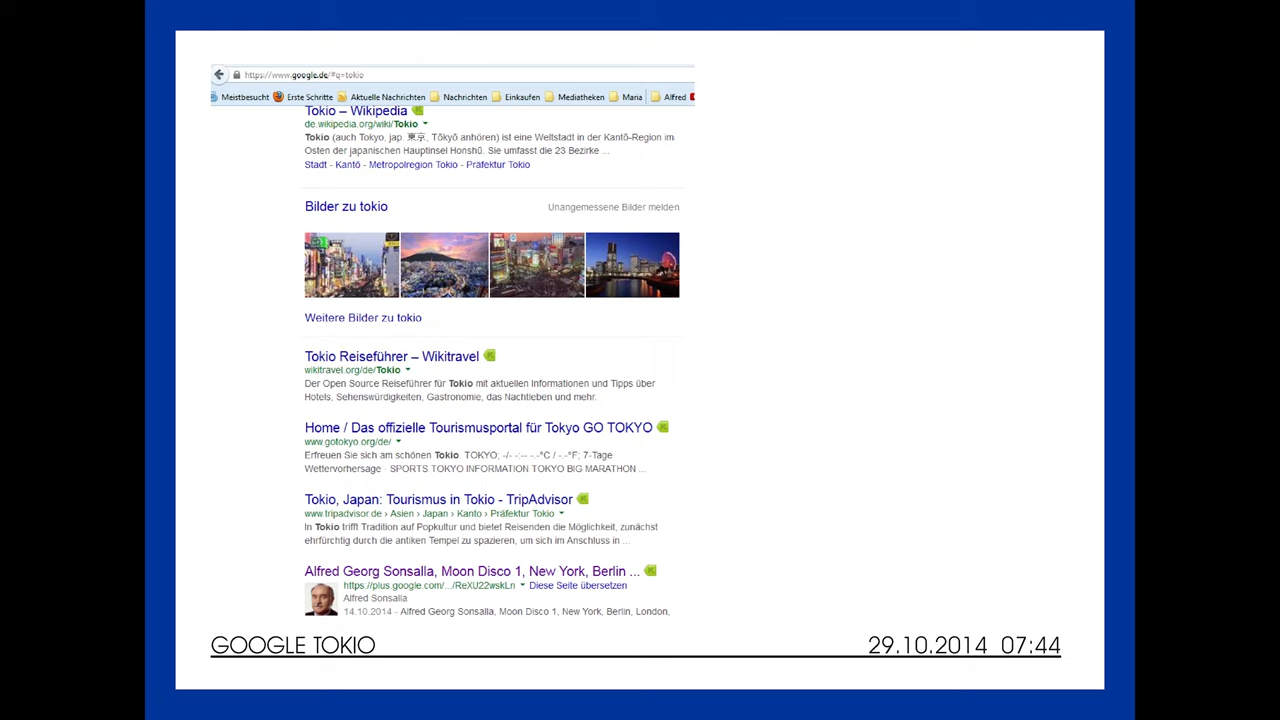 https://www.google.de/#q=tokio
Meistbesucht Erste Schritte Aktuelle Nachrichten Nachrichten Einkaufen Mediatheken Maria Alfred
Tokio – Wikipedia
de.wikipedia.org/wiki/Tokio
Tokio (auch Tokyo, jap. 東京, Tōkyō anhören) ist eine Weltstadt in der Kantō-Region im
Osten der japanischen Hauptinsel Honshū. Sie umfasst die 23 Bezirke ...
Stadt - Kantō - Metropolregion Tokio - Präfektur Tokio
Bilder zu tokio Unangemessene Bilder melden
Weitere Bilder zu tokio
Tokio Reiseführer – Wikitravel
wikitravel.org/de/Tokio
Der Open Source Reiseführer für Tokio mit aktuellen Informationen und Tipps über
Hotels, Sehenswürdigkeiten, Gastronomie, das Nachtleben und mehr.
Home / Das offizielle Tourismusportal für Tokyo GO TOKYO
www.gotokyo.org/de/
Erfreuen Sie sich am schönen Tokio. TOKYO; -/- -:-- -.-°C / -.-°F; 7-Tage
Wettervorhersage · SPORTS TOKYO INFORMATION TOKYO BIG MARATHON ...
Tokio, Japan: Tourismus in Tokio - TripAdvisor
www.tripadvisor.de › Asien › Japan › Kanto › Präfektur Tokio
In Tokio trifft Tradition auf Popkultur und bietet Reisenden die Möglichkeit, zunächst
ehrfürchtig durch die antiken Tempel zu spazieren, um sich im Anschluss in ...
Alfred Georg Sonsalla, Moon Disco 1, New York, Berlin ...
https://plus.google.com/.../ReXU22wskLn Diese Seite übersetzen
Alfred Sonsalla
14.10.2014 - Alfred Georg Sonsalla, Moon Disco 1, New York, Berlin, London,
GOOGLE TOKIO 29.10.2014 07:44